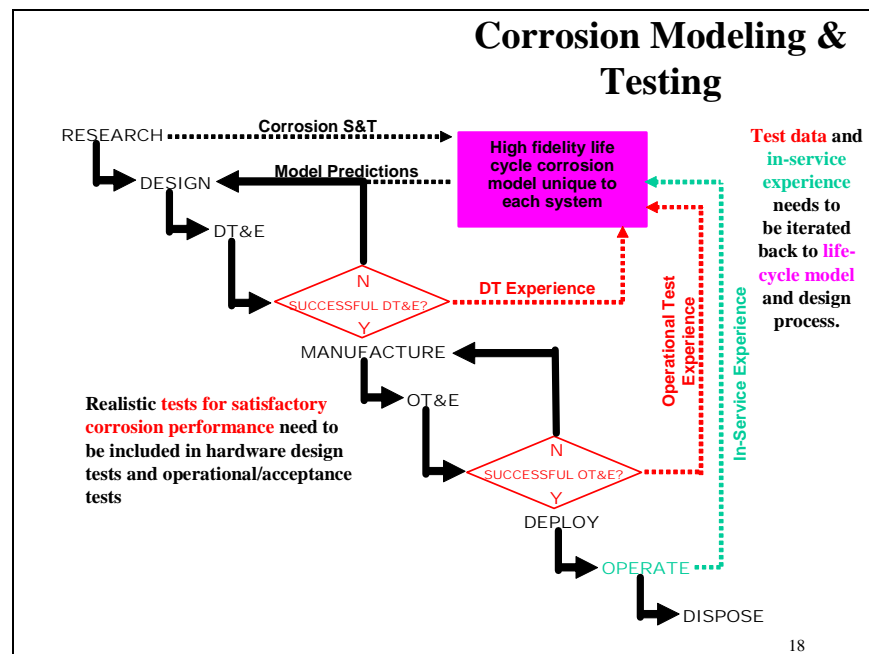 Corrosion Modeling &
Testing
RESEARCH
Corrosion S&T
High fidelity life
cycle corrosion
model unique to
each system
Model Predictions
DESIGN
DT&E
N
SUCCESSFUL DT&E?
Y
DT Experience
MANUFACTURE
OT&E
N
SUCCESSFUL OT&E?
Y
Operational Test
Experience
In-Service Experience
DEPLOY
OPERATE
DISPOSE
Test data and
in-service
experience
needs to
be iterated
back to life-
cycle model
and design
process.
Realistic tests for satisfactory
corrosion performance need to
be included in hardware design
tests and operational/acceptance
tests
18